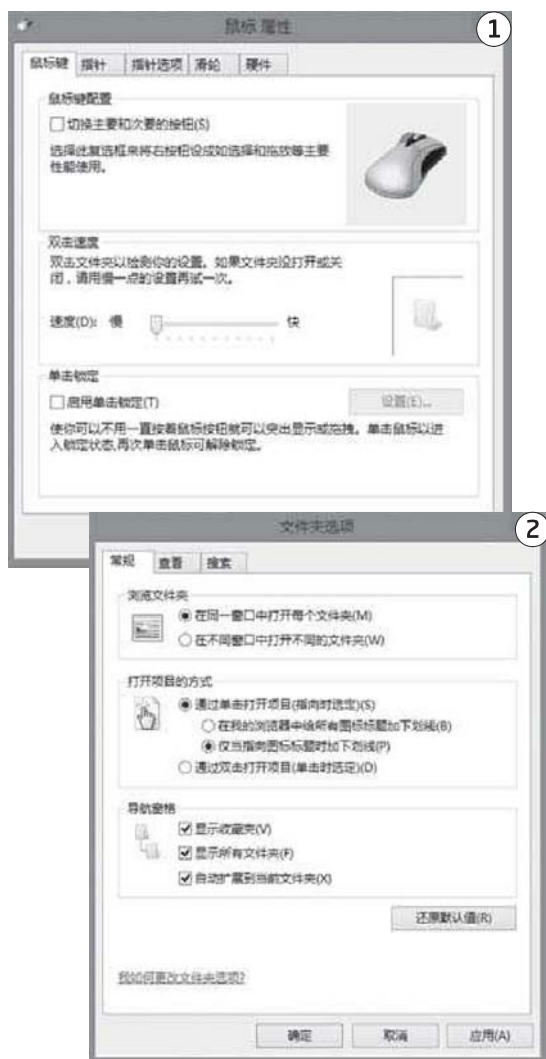 鼠标 属性
1
鼠标键 指针 指针选项 滑轮 硬件
鼠标键配置
切换主要和次要的按钮(S)
选择此复选框来将右按钮设成如选择和拖放等主要
性能使用。
双击速度
双击文件夹以检测你的设置。如果文件夹没打开或关
闭，请用慢一点的设置再试一次。
速度(D): 慢 快
单击锁定
启用单击锁定(T) 设置(E)...
使你可以不用一直按着鼠标按钮就可以突出显示或拖拽。单击鼠标以进
入锁定状态,再次单击鼠标可解除锁定。
文件夹选项
2
常规 查看 搜索
浏览文件夹
在同一窗口中打开每个文件夹(M)
在不同窗口中打开不同的文件夹(W)
打开项目的方式
通过单击打开项目(指向时选定)(S)
在我的浏览器中给所有图标标题加下划线(B)
仅当指向图标标题时加下划线(P)
通过双击打开项目(单击时选定)(D)
导航窗格
显示收藏夹(V)
显示所有文件夹(F)
自动扩展到当前文件夹(X)
还原默认值(R)
我如何更改文件夹选项?
确定 取消 应用(A)